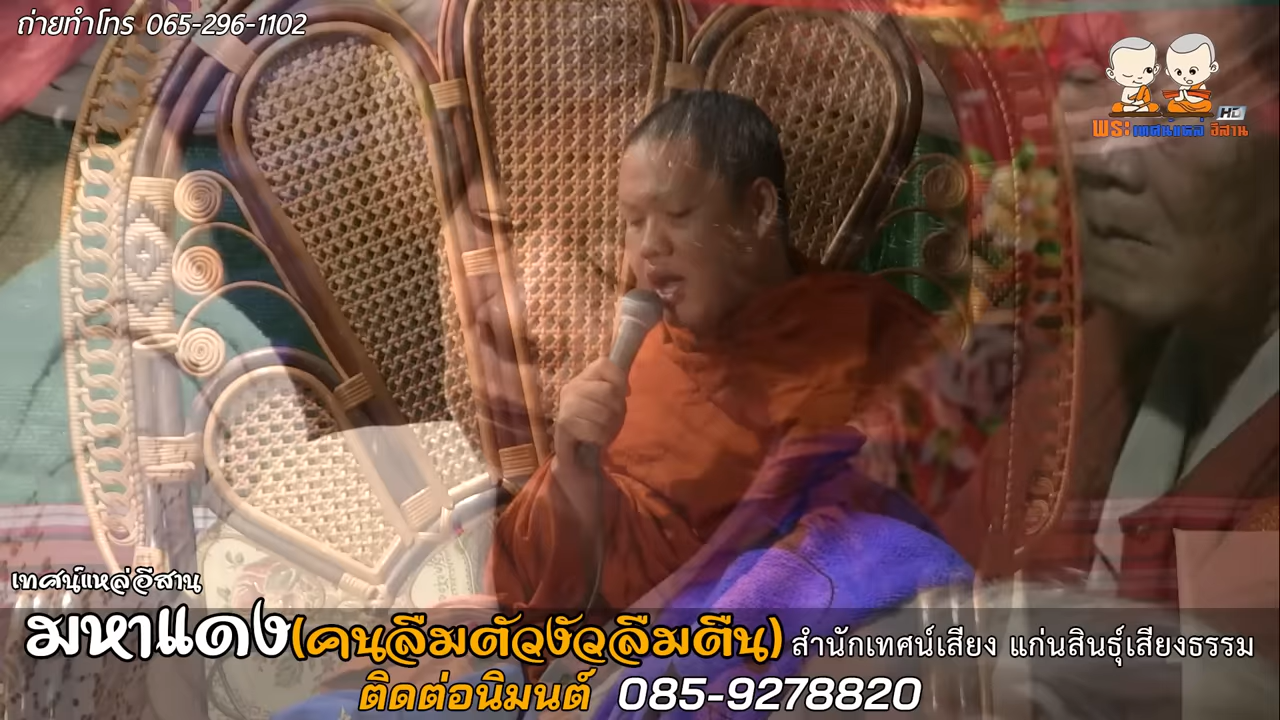 ถ่ายทำโทร 065-296-1102
HD
พระเทศน์แหล่ อีสาน
เทศน์แหล่อีสาน
มหาแดง(คนลืมตัวงัวลืมตีน) สำนักเทศน์เสียง แก่นสินธุ์เสียงธรรม
ติดต่อนิมนต์ 085-9278820